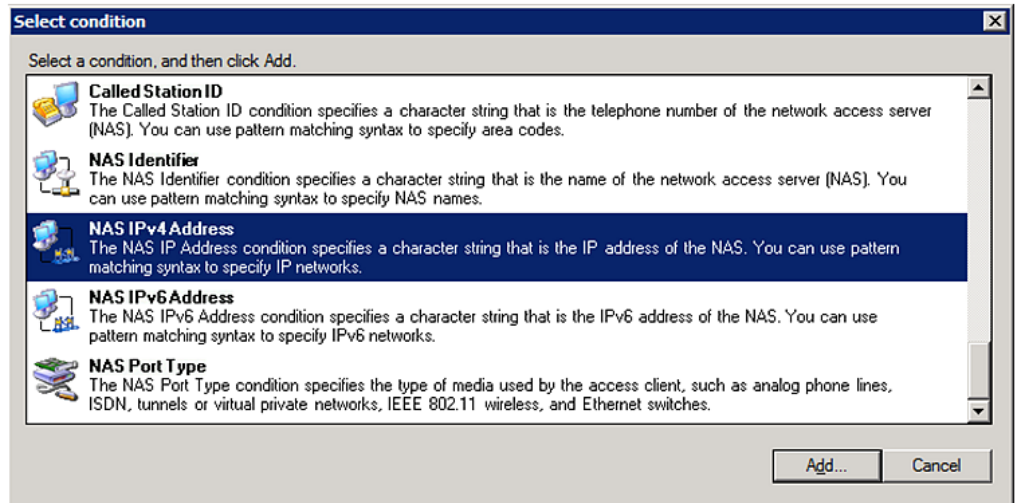 Select condition
Select a condition, and then click Add.
Called Station ID
The Called Station ID condition specifies a character string that is the telephone number of the network access server
(NAS). You can use pattern matching syntax to specify area codes.
NAS Identifier
The NAS Identifier condition specifies a character string that is the name of the network access server (NAS). You
can use pattern matching syntax to specify NAS names.
NAS IPv4 Address
The NAS IP Address condition specifies a character string that is the IP address of the NAS. You can use pattern
matching syntax to specify IP networks.
NAS IPv6 Address
The NAS IPv6 Address condition specifies a character string that is the IPv6 address of the NAS. You can use
pattern matching syntax to specify IPv6 networks.
NAS Port Type
The NAS Port Type condition specifies the type of media used by the access client, such as analog phone lines,
ISDN, tunnels or virtual private networks, IEEE 802.11 wireless, and Ethernet switches.
Add... Cancel